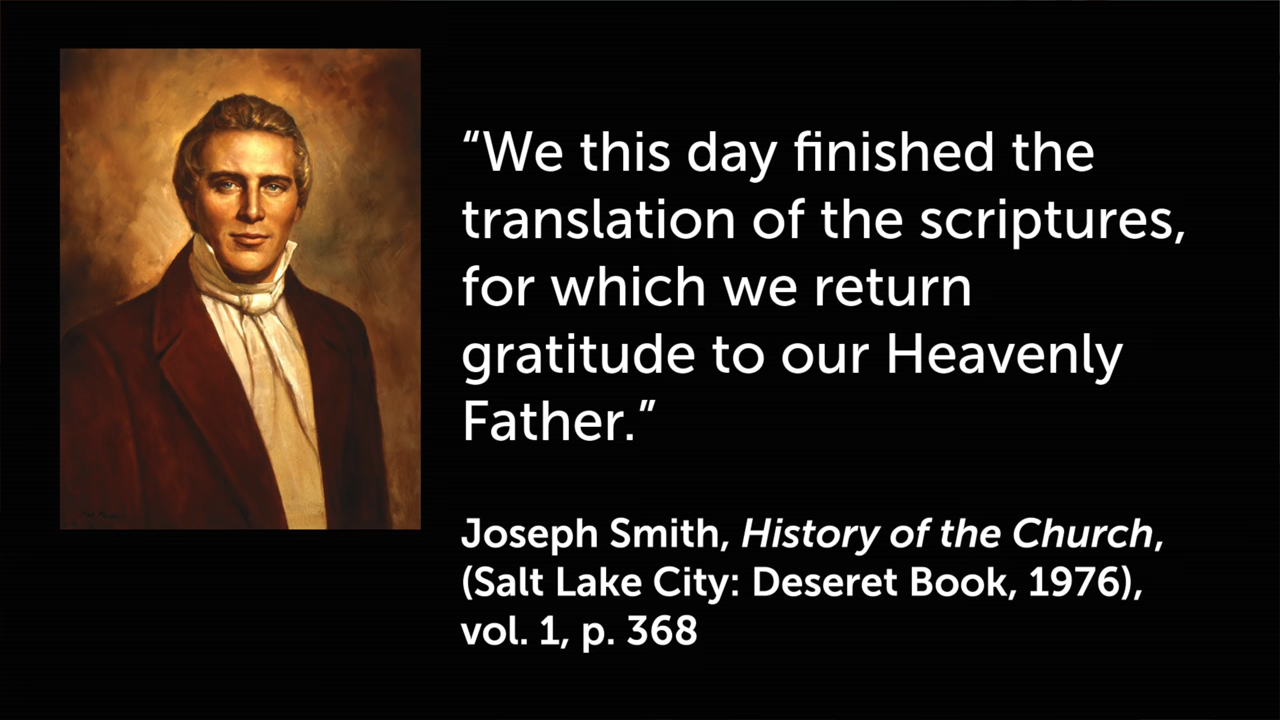 “We this day finished the
translation of the scriptures,
for which we return
gratitude to our Heavenly
Father.”
Joseph Smith, History of the Church,
(Salt Lake City: Deseret Book, 1976),
vol. 1, p. 368